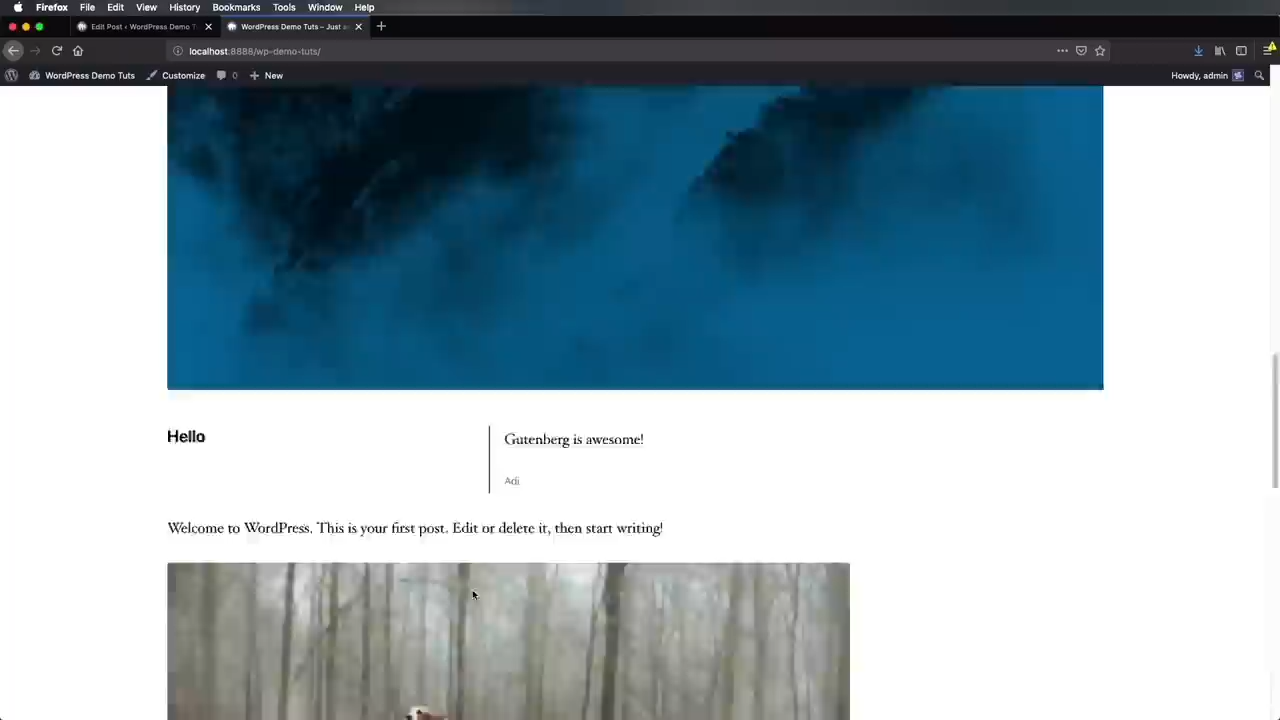 Firefox File Edit View History Bookmarks Tools Window Help
Edit Post ‹ WordPress Demo T
WordPress Demo Tuts – Just a
localhost:8888/wp-demo-tuts/
WordPress Demo Tuts Customize 0 New Howdy, admin
Hello
Gutenberg is awesome!
Adi
Welcome to WordPress. This is your first post. Edit or delete it, then start writing!